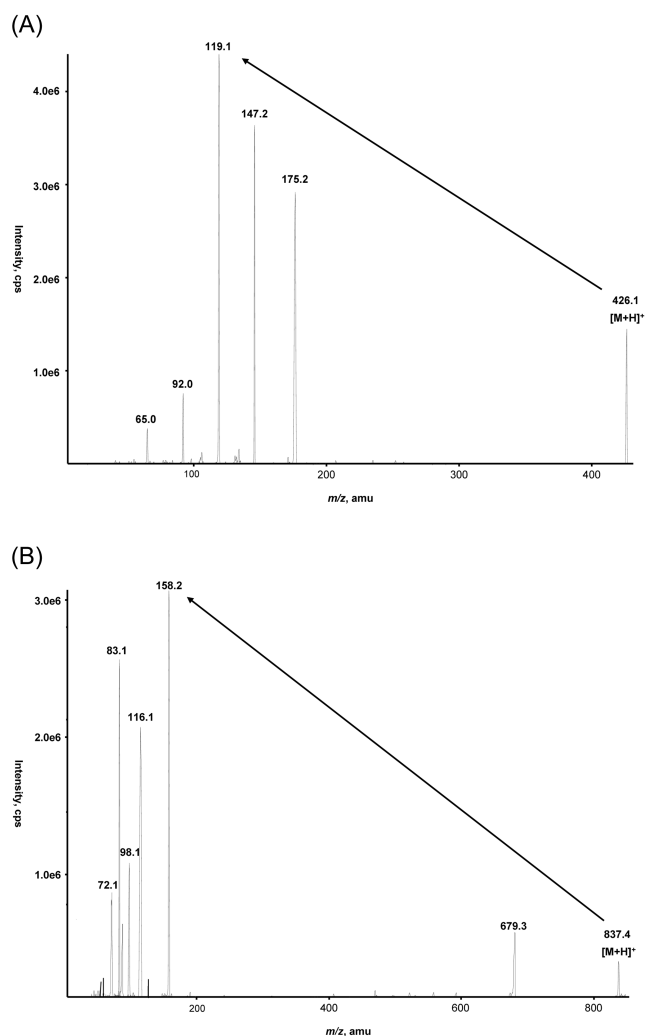 (A)
119.1
4.0e6
147.2
3.0e6
175.2
Intensity, cps
2.0e6
426.1
[M+H]⁺
1.0e6
92.0
65.0
100
200
300
400
m/z, amu
(B)
158.2
3.0e6
83.1
116.1
2.0e6
Intensity, cps
98.1
1.0e6
72.1
679.3
837.4
[M+H]⁺
200
400
600
800
m/z, amu